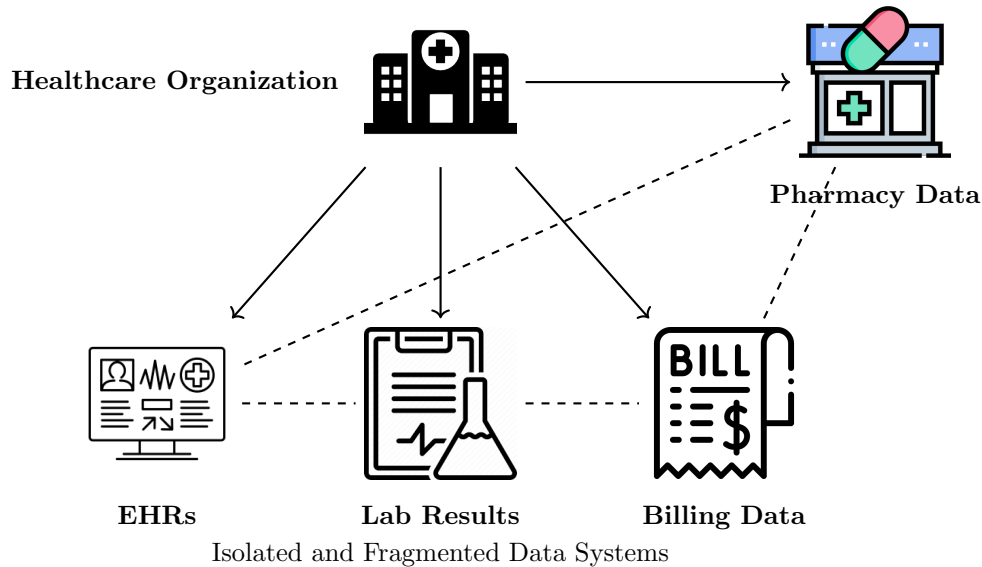 Healthcare Organization
Pharmacy Data
BILL
$
EHRs
Lab Results
Billing Data
Isolated and Fragmented Data Systems